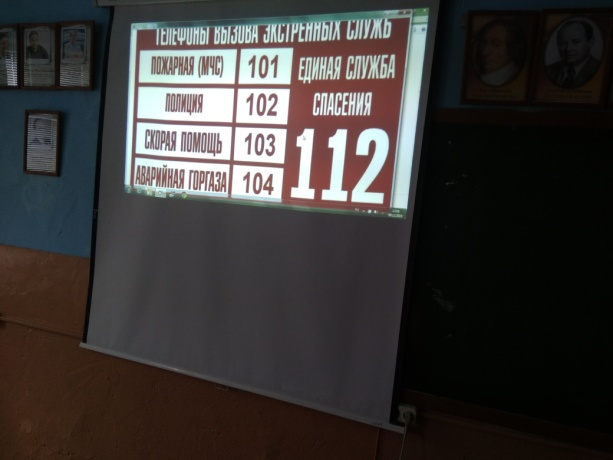 ТЕЛЕФОНЫ ВЫЗОВА ЭКСТРЕННЫХ СЛУЖБ
ПОЖАРНАЯ (МЧС) 101
ПОЛИЦИЯ 102
СКОРАЯ ПОМОЩЬ 103
АВАРИЙНАЯ ГОРГАЗА 104
ЕДИНАЯ СЛУЖБА
СПАСЕНИЯ
112